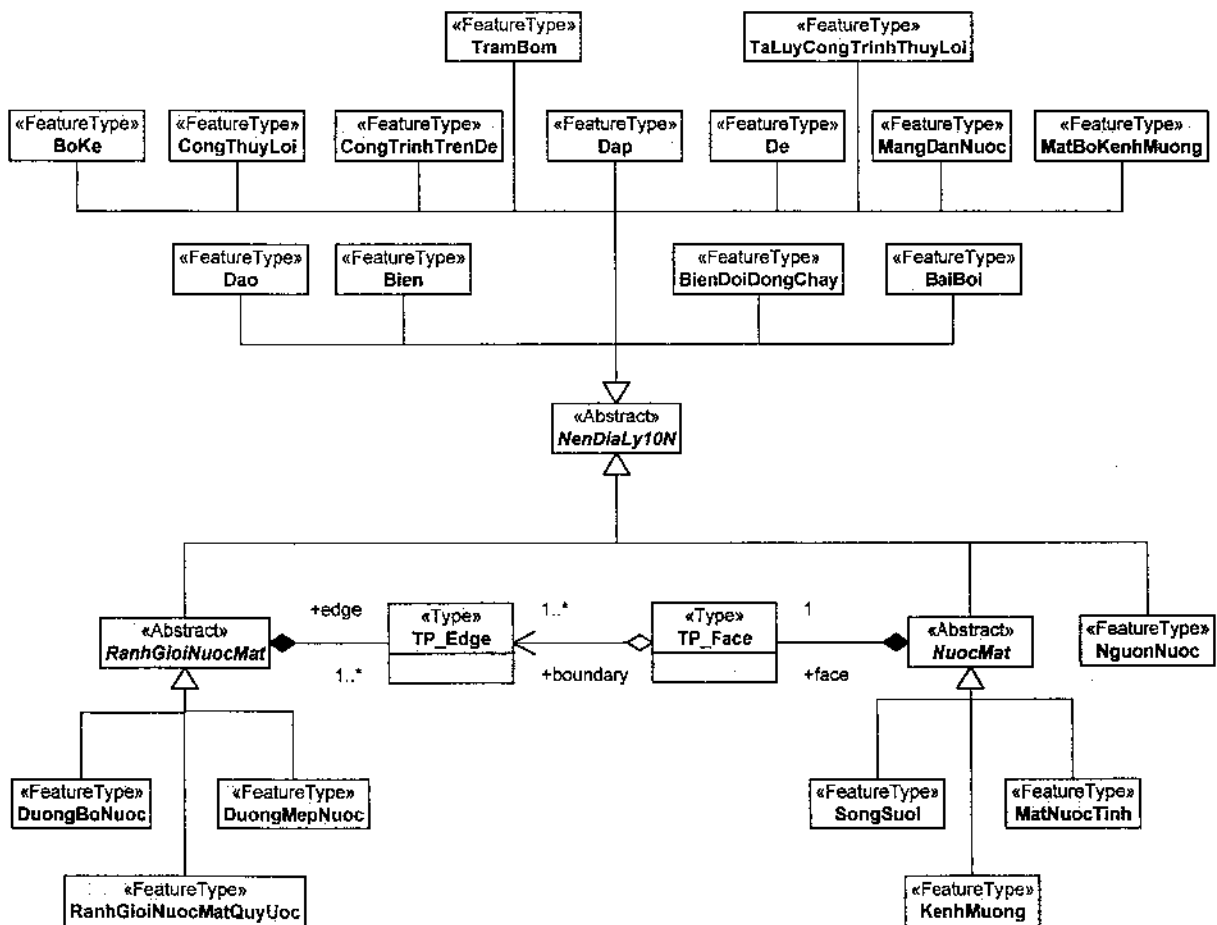 «FeatureType»
TramBom
«FeatureType»
TaLuyCongTrinhThuyLoi
«FeatureType»
BoKe
«FeatureType»
CongThuyLoi
«FeatureType»
CongTrinhTrenDe
«FeatureType»
Dap
«FeatureType»
De
«FeatureType»
MangDanNuoc
«FeatureType»
MatBoKenhMuong
«FeatureType»
Dao
«FeatureType»
Bien
«FeatureType»
BienDoiDongChay
«FeatureType»
BaiBoi
«Abstract»
NenDiaLy10N
«Abstract»
RanhGioiNuocMat
+edge
1..*
«Type»
TP_Edge
1..*
+boundary
«Type»
TP_Face
1
+face
«Abstract»
NuocMat
«FeatureType»
NguonNuoc
«FeatureType»
DuongBoNuoc
«FeatureType»
DuongMepNuoc
«FeatureType»
SongSuoi
«FeatureType»
MatNuocTinh
«FeatureType»
RanhGioiNuocMatQuyUoc
«FeatureType»
KenhMuong